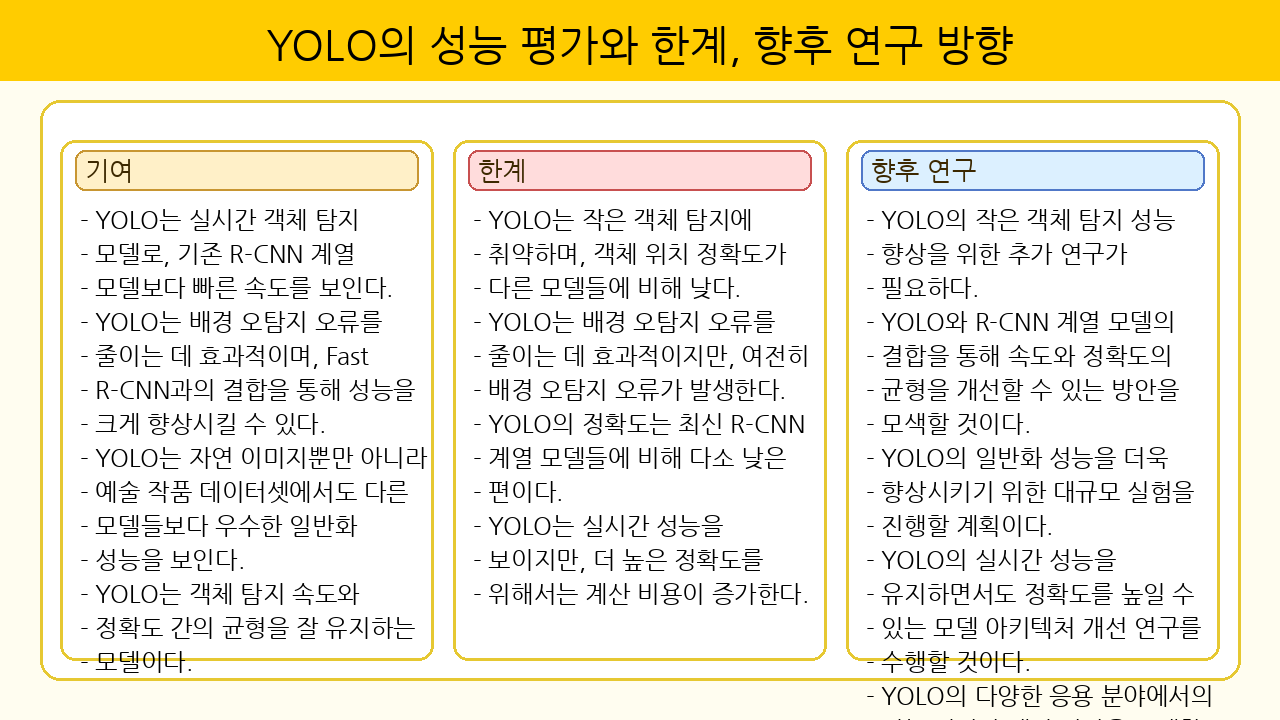 YOLO의 성능 평가와 한계, 향후 연구 방향
기여
- YOLO는 실시간 객체 탐지
- 모델로, 기존 R-CNN 계열
- 모델보다 빠른 속도를 보인다.
- YOLO는 배경 오탐지 오류를
- 줄이는 데 효과적이며, Fast
- R-CNN과의 결합을 통해 성능을
- 크게 향상시킬 수 있다.
- YOLO는 자연 이미지뿐만 아니라
- 예술 작품 데이터셋에서도 다른
- 모델들보다 우수한 일반화
- 성능을 보인다.
- YOLO는 객체 탐지 속도와
- 정확도 간의 균형을 잘 유지하는
- 모델이다.
한계
- YOLO는 작은 객체 탐지에
- 취약하며, 객체 위치 정확도가
- 다른 모델들에 비해 낮다.
- YOLO는 배경 오탐지 오류를
- 줄이는 데 효과적이지만, 여전히
- 배경 오탐지 오류가 발생한다.
- YOLO의 정확도는 최신 R-CNN
- 계열 모델들에 비해 다소 낮은
- 편이다.
- YOLO는 실시간 성능을
- 보이지만, 더 높은 정확도를
- 위해서는 계산 비용이 증가한다.
향후 연구
- YOLO의 작은 객체 탐지 성능
- 향상을 위한 추가 연구가
- 필요하다.
- YOLO와 R-CNN 계열 모델의
- 결합을 통해 속도와 정확도의
- 균형을 개선할 수 있는 방안을
- 모색할 것이다.
- YOLO의 일반화 성능을 더욱
- 향상시키기 위한 대규모 실험을
- 진행할 계획이다.
- YOLO의 실시간 성능을
- 유지하면서도 정확도를 높일 수
- 있는 모델 아키텍처 개선 연구를
- 수행할 것이다.
- YOLO의 다양한 응용 분야에서의